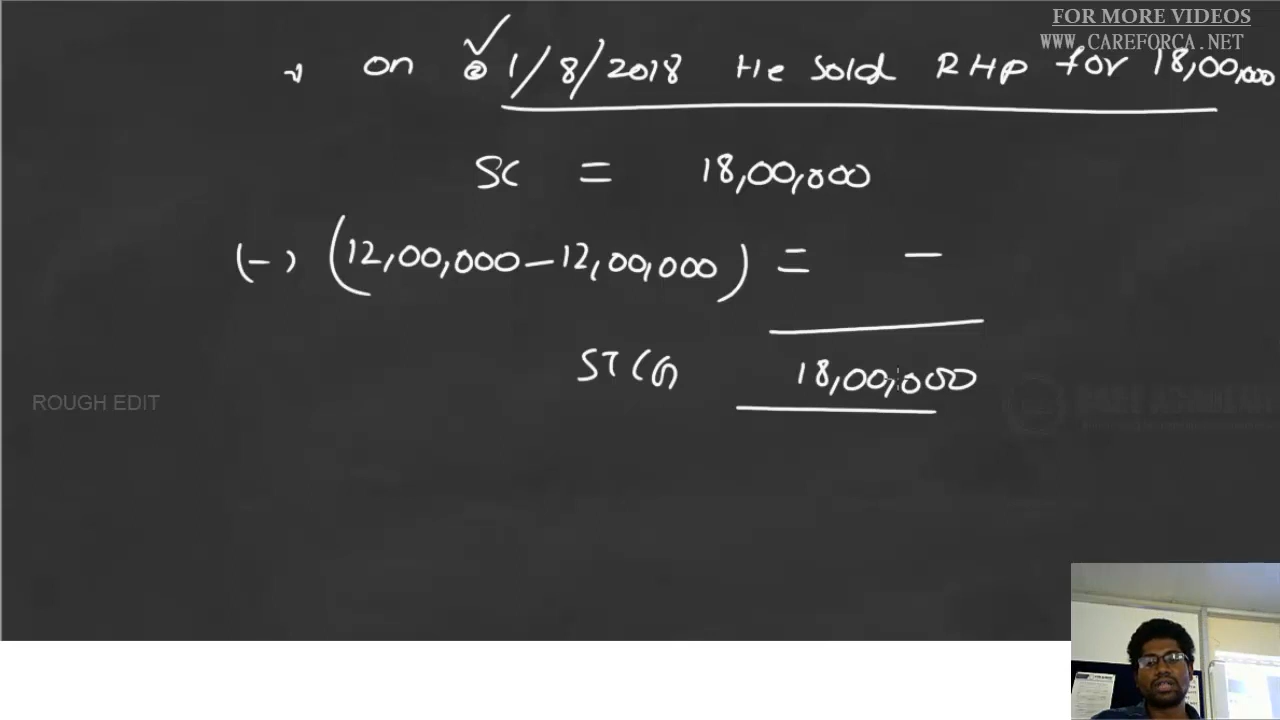 FOR MORE VIDEOS
WWW. CAREFORCA.NET
on 1/8/2018 He sold RHP for 18,00,000
SC = 18,00,000
(-) (12,00,000 - 12,00,000) = -
STCG 18,00,000
ROUGH EDIT